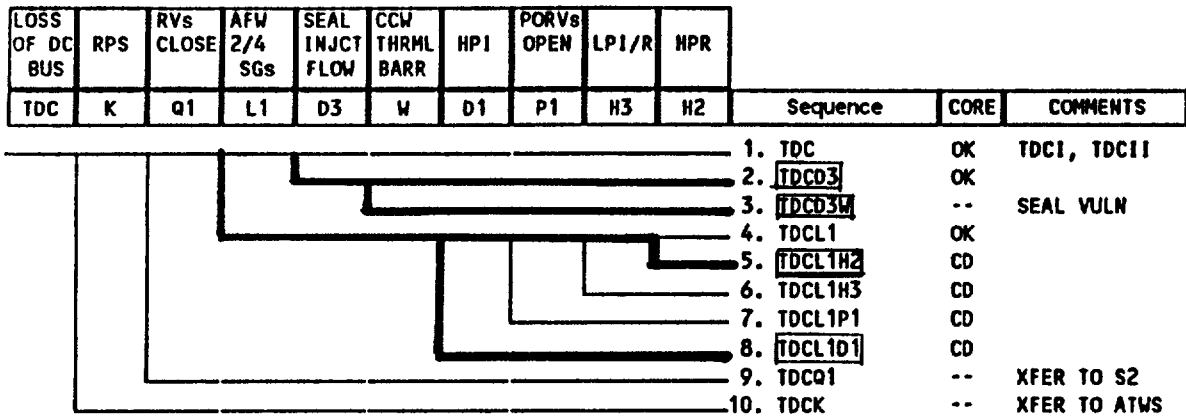 LOSS OF DC BUS
RPS
RVs CLOSE
AFW 2/4 SGs
SEAL INJCT FLOW
CCW THRML BARR
HPI
PORVs OPEN
LPI/R
HPR
TDC K Q1 L1 D3 W D1 P1 H3 H2 Sequence CORE COMMENTS
1. TDC OK TDCI, TDCII
2. TDCD3 OK
3. TDCD3W -- SEAL VULN
4. TDCL1 OK
5. TDCL1H2 CD
6. TDCL1H3 CD
7. TDCL1P1 CD
8. TDCL1D1 CD
9. TDCQ1 -- XFER TO S2
10. TDCK -- XFER TO ATWS